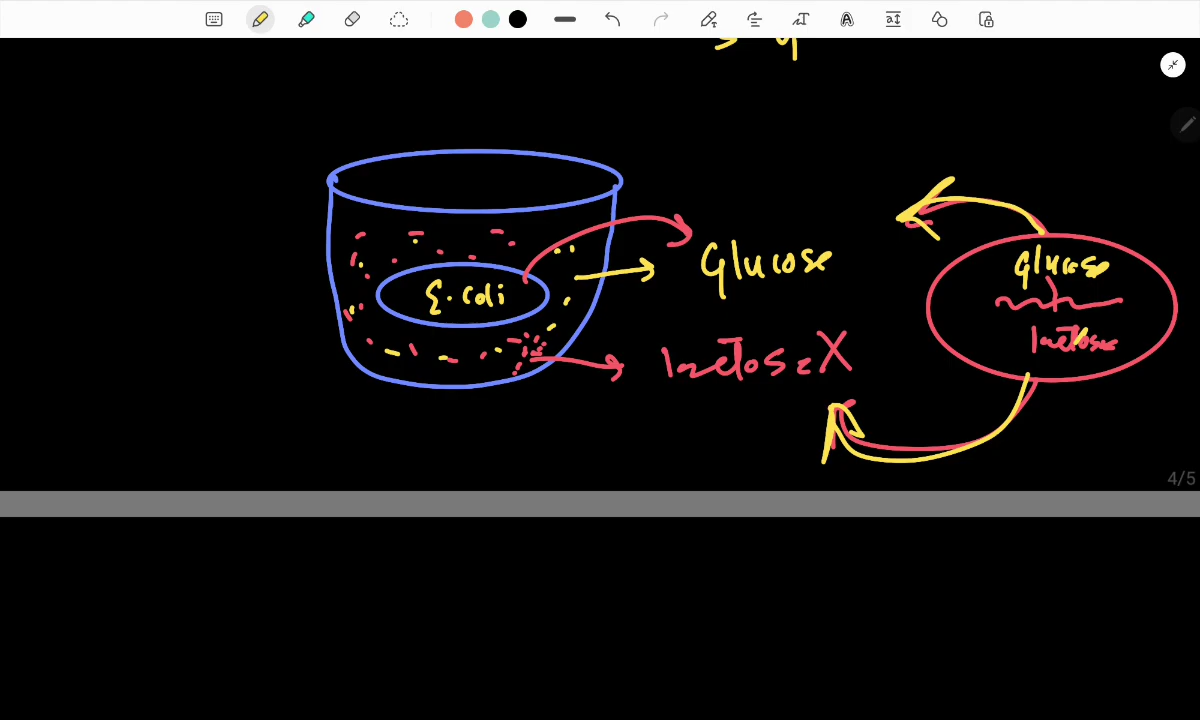 E. coli
Glucose
lactose X
glucose
lactose
4/5